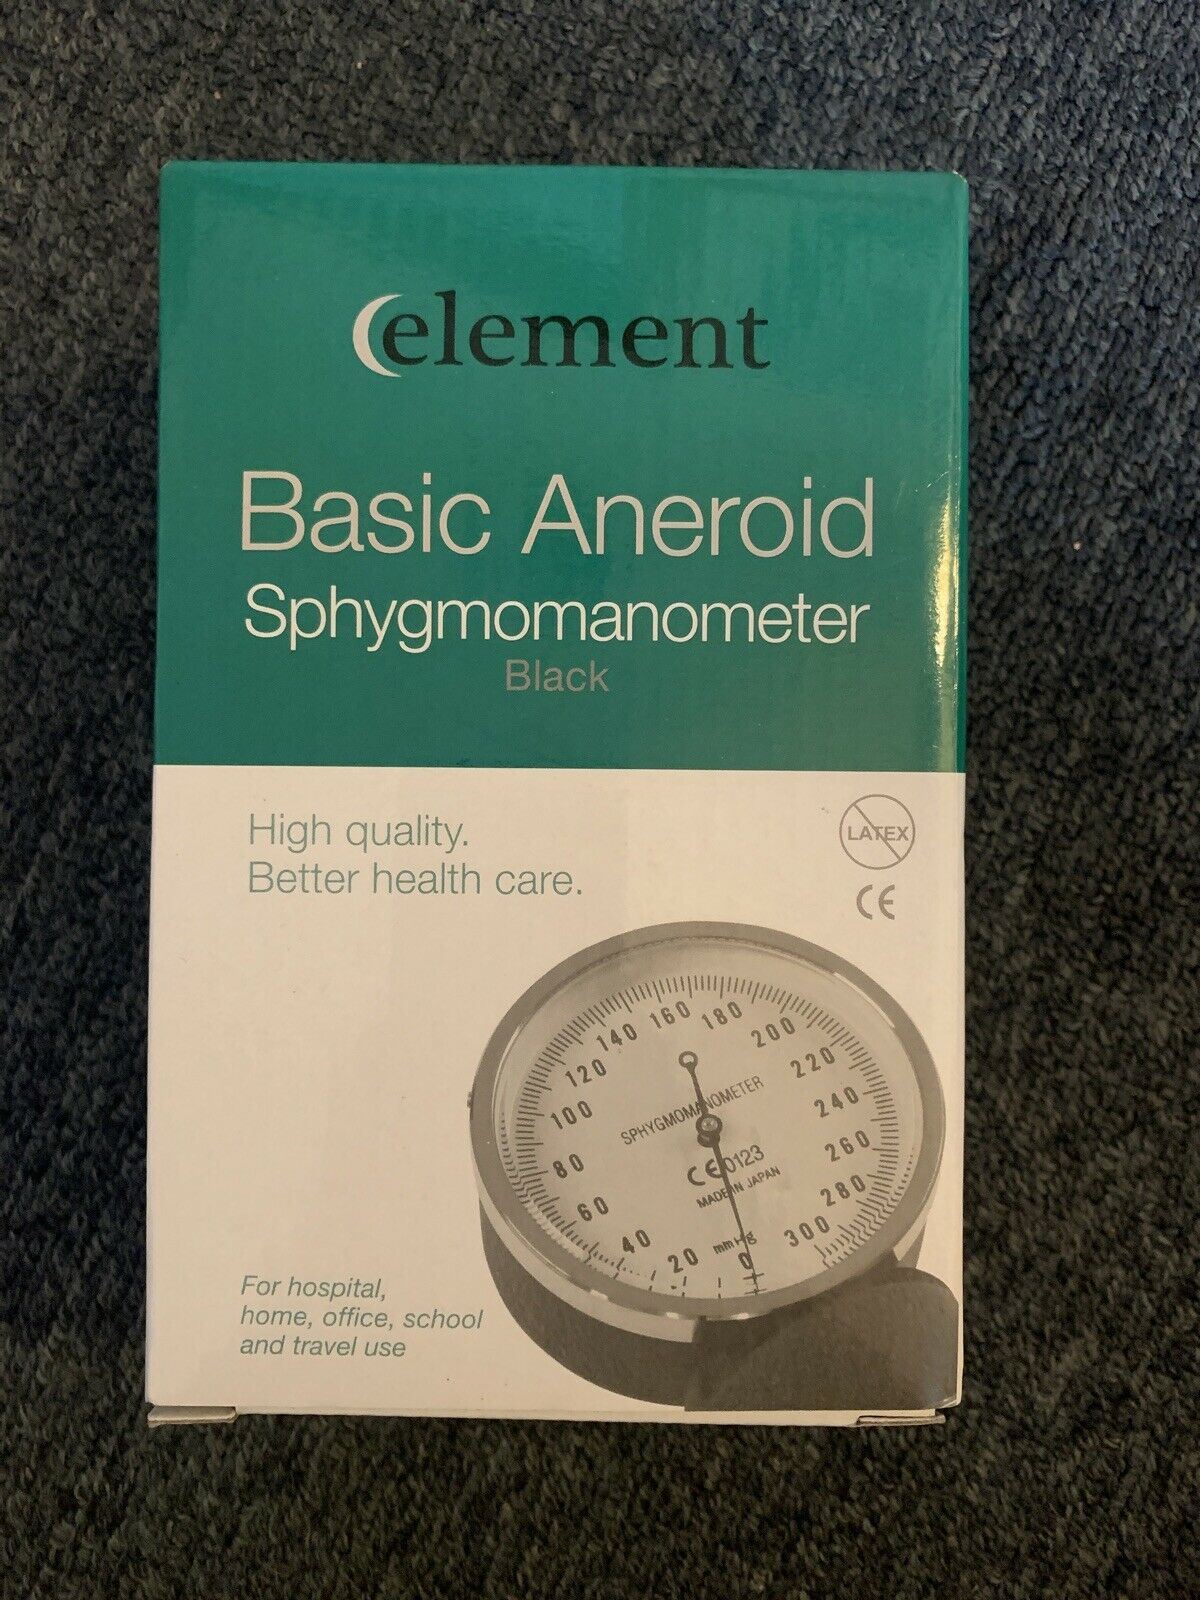 element
Basic Aneroid
Sphygmomanometer
Black
High quality.
Better health care.
LATEX
CE
For hospital,
home, office, school
and travel use
0
20
40
60
80
100
120
140
160
180
200
220
240
260
280
300
SPHYGMOMANOMETER
CE 0123
MADE IN JAPAN
mmHg